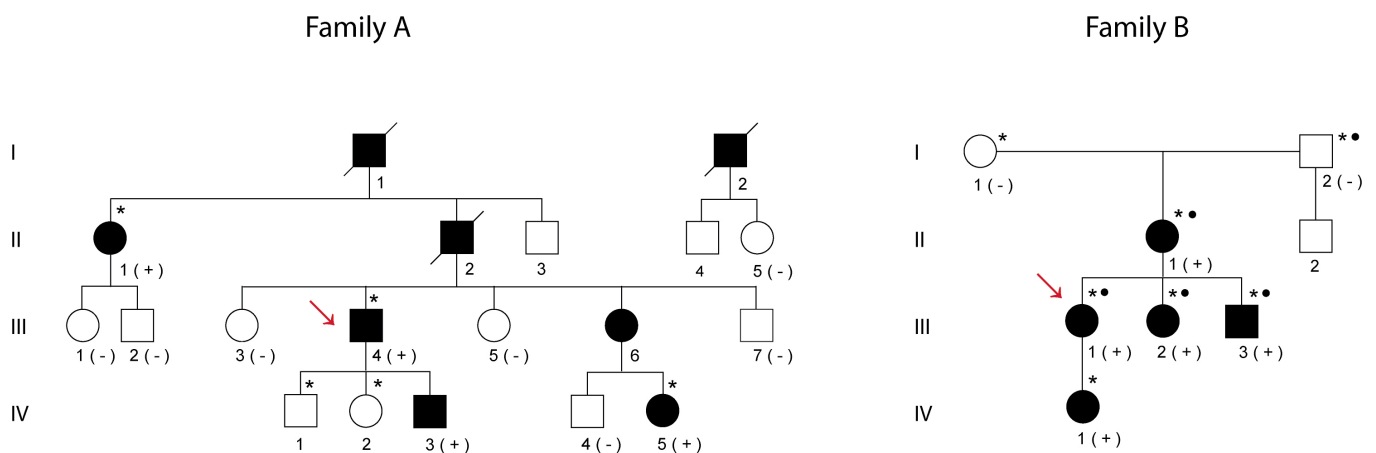 Family A
Family B
I
1
2
I
*
1 ( - )
* •
2 ( - )
II
*
1 ( + )
2
3
4
5 ( - )
II
* •
1 ( + )
2
III
1 ( - )
2 ( - )
3 ( - )
*
4 ( + )
5 ( - )
6
7 ( - )
III
* •
1 ( + )
* •
2 ( + )
* •
3 ( + )
IV
*
1
*
2
3 ( + )
4 ( - )
*
5 ( + )
IV
*
1 ( + )